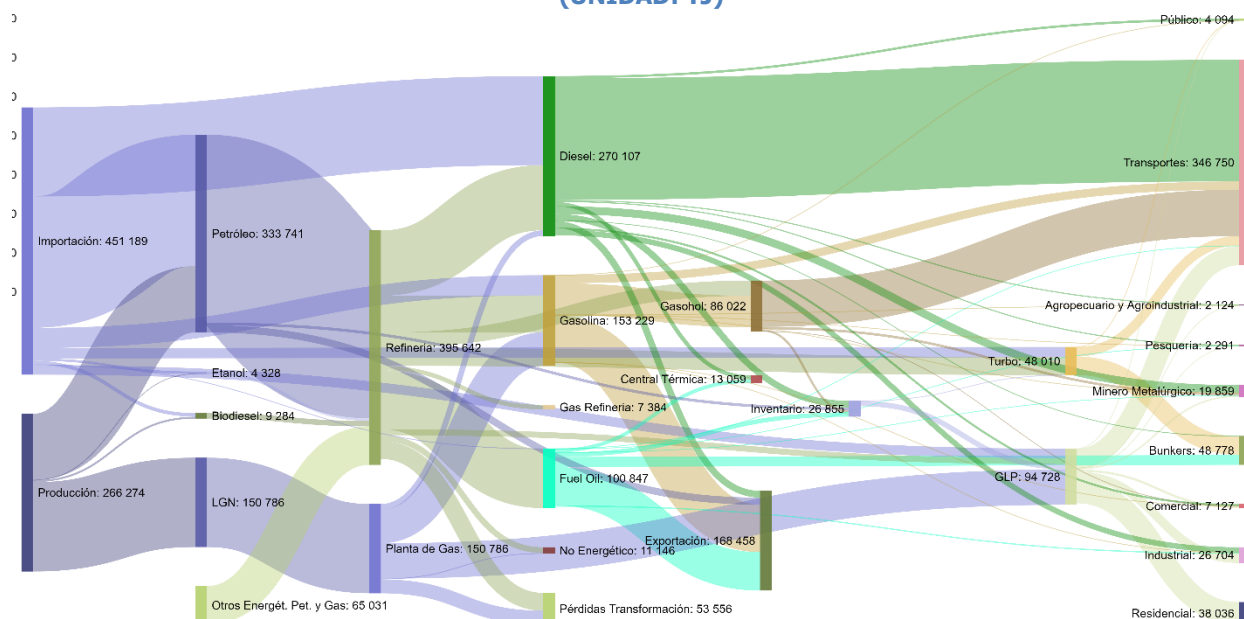 (UNIDAD: TJ)
Público: 4 094
Diesel: 270 107
Transportes: 346 750
Petróleo: 333 741
Importación: 451 189
Gasohol: 86 022
Agropecuario y Agroindustrial: 2 124
Gasolina: 153 229
Refineria: 395 642
Pesqueria: 2 291
Turbo: 48 010
Etanol: 4 328
Central Térmica: 13 059
Minero Metalúrgico: 19 859
Biodiesel: 9 284
Gas Refineria: 7 384
Inventario: 26 855
Bunkers: 48 778
Producción: 266 274
LGN: 150 786
Fuel Oil: 100 847
GLP: 94 728
Comercial: 7 127
Exportación: 168 458
Planta de Gas: 150 786
No Energético: 11 146
Industrial: 26 704
Otros Energét. Pet. y Gas: 65 031
Pérdidas Transformación: 53 556
Residencial: 38 036